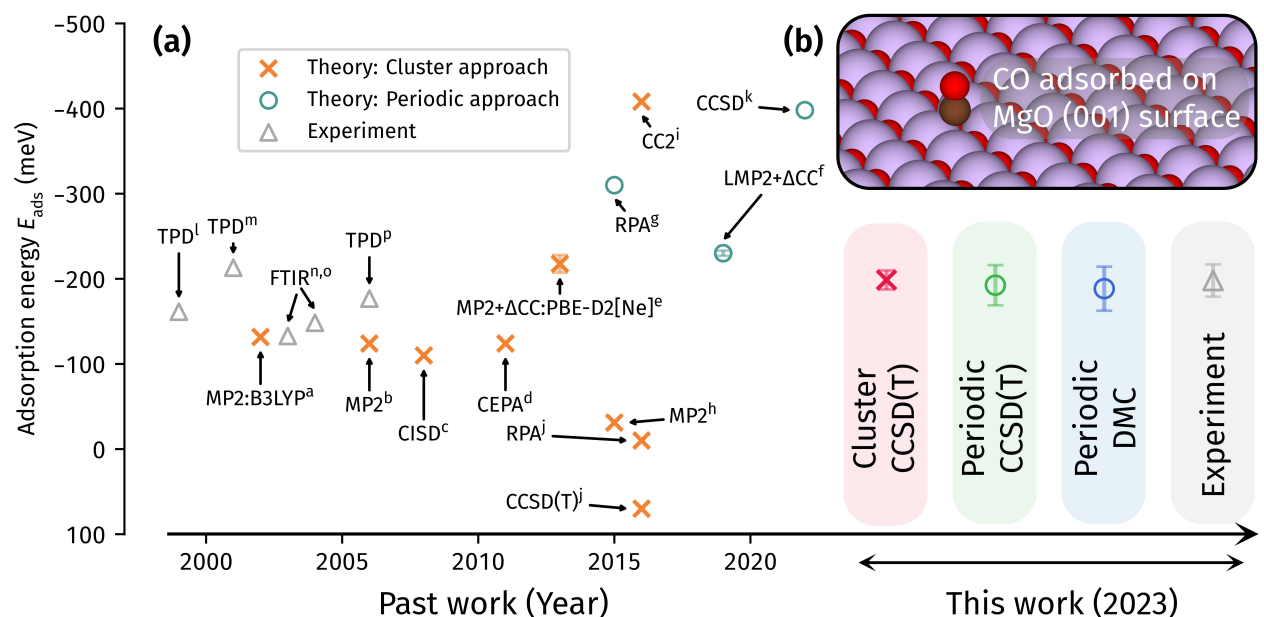 (a)
Theory: Cluster approach
Theory: Periodic approach
Experiment
Adsorption energy Eads (meV)
−500
−400
−300
−200
−100
0
100
TPDˡ
TPDᵐ
FTIRⁿ,ᵒ
TPDᵖ
MP2:B3LYPᵃ
MP2ᵇ
CISDᶜ
CEPAᵈ
MP2+ΔCC:PBE−D2[Ne]ᵉ
RPAᵍ
CC2ⁱ
CCSDᵏ
LMP2+ΔCCᶠ
MP2ʰ
RPAʲ
CCSD(T)ʲ
2000
2005
2010
2015
2020
Past work (Year)
(b)
CO adsorbed on
MgO (001) surface
Cluster
CCSD(T)
Periodic
CCSD(T)
Periodic
DMC
Experiment
This work (2023)